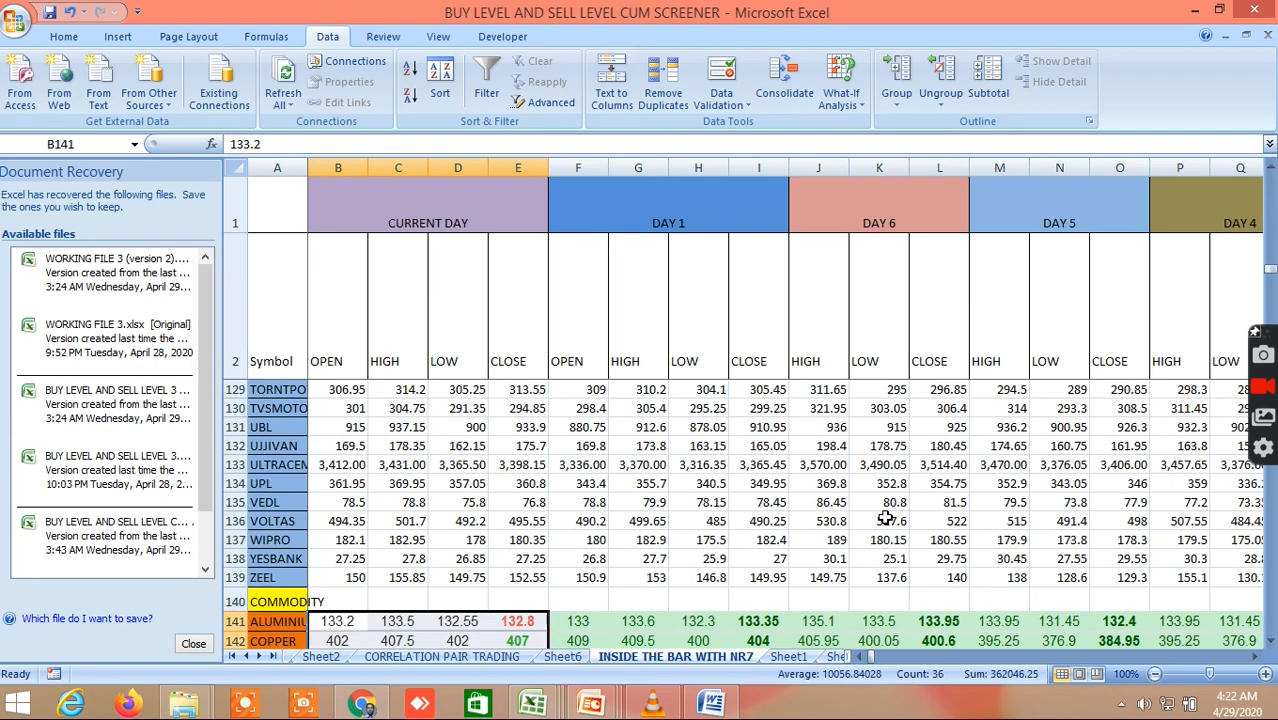 BUY LEVEL AND SELL LEVEL CUM SCREENER - Microsoft Excel
Home Insert Page Layout Formulas Data Review View Developer
From Access From Web From Text From Other Sources Existing Connections Refresh All Connections Properties Edit Links Sort Filter Clear Reapply Advanced Text to Columns Remove Duplicates Data Validation Consolidate What-If Analysis Group Ungroup Subtotal Show Detail Hide Detail
Get External Data Connections Sort & Filter Data Tools Outline
B141 fx 133.2
Document Recovery
Excel has recovered the following files. Save
the ones you wish to keep.
Available files
WORKING FILE 3 (version 2)....
Version created from the last ...
3:24 AM Wednesday, April 29...
WORKING FILE 3.xlsx [Original]
Version created last time the ...
9:52 PM Tuesday, April 28, 2020
BUY LEVEL AND SELL LEVEL 3 ...
Version created from the last ...
3:24 AM Wednesday, April 29...
BUY LEVEL AND SELL LEVEL 3 ...
Version created last time the ...
10:03 PM Tuesday, April 28, 2...
BUY LEVEL AND SELL LEVEL C...
Version created from the last ...
3:43 AM Wednesday, April 29...
Which file do I want to save?
Close
A B C D E F G H I J K L M N O P Q
1 CURRENT DAY DAY 1 DAY 6 DAY 5 DAY 4
2 Symbol OPEN HIGH LOW CLOSE OPEN HIGH LOW CLOSE HIGH LOW CLOSE HIGH LOW CLOSE HIGH LOW
129 TORNTPO 306.95 314.2 305.25 313.55 309 310.2 304.1 305.45 311.65 295 296.85 294.5 289 290.85 298.3
130 TVSMOTO 301 304.75 291.35 294.85 298.4 305.4 295.25 299.25 321.95 303.05 306.4 314 293.3 308.5 311.45
131 UBL 915 937.15 900 933.9 880.75 912.6 878.05 910.95 936 915 925 936.2 900.95 926.3 932.3
132 UJJIVAN 169.5 178.35 162.15 175.7 169.8 173.8 163.15 165.05 198.4 178.75 180.45 174.65 160.75 161.95 163.8
133 ULTRACEM 3,412.00 3,431.00 3,365.50 3,398.15 3,336.00 3,370.00 3,316.35 3,365.45 3,570.00 3,490.05 3,514.40 3,470.00 3,376.05 3,406.00 3,457.65
134 UPL 361.95 369.95 357.05 360.8 343.4 355.7 340.5 354.75 369.8 352.8 354.75 352.9 337.4 346 359
135 VEDL 78.5 78.8 75.8 76.8 78.8 79.9 78.15 78.45 86.45 80.8 81.5 79.5 73.8 77.9 77.2
136 VOLTAS 494.35 501.7 492.2 495.55 490.2 499.65 485 490.25 530.8 522 515 491.4 498 507.55
137 WIPRO 182.1 182.95 178 180.35 180 182.9 175.5 182.4 189 180.15 180.55 179.9 173.8 178.3 179.2
138 YESBANK 27.25 27.8 26.85 27.25 26.8 27.7 25.9 27 30.1 25.1 29.75 30.45 27.55 29.55 30.3
139 ZEEL 150 155.85 149.75 152.55 150.9 153 146.8 149.95 149.75 137.6 140 138 128.6 129.3 155.1
140 COMMODITY
141 ALUMINIU 133.2 133.5 132.55 132.8 133 133.6 132.3 133.35 135.1 133.5 133.95 133.95 131.45 132.4 133.95 131.45
142 COPPER 402 407.5 402 407 409 409.5 400 404 405.95 400.05 400.6 395.25 376.9 384.95 395.25 376.9
Sheet2 CORRELATION PAIR TRADING Sheet6 INSIDE THE BAR WITH NR7 Sheet1
Ready Average: 10056.84028 Count: 36 Sum: 362046.25 100%
4:22 AM
4/29/2020